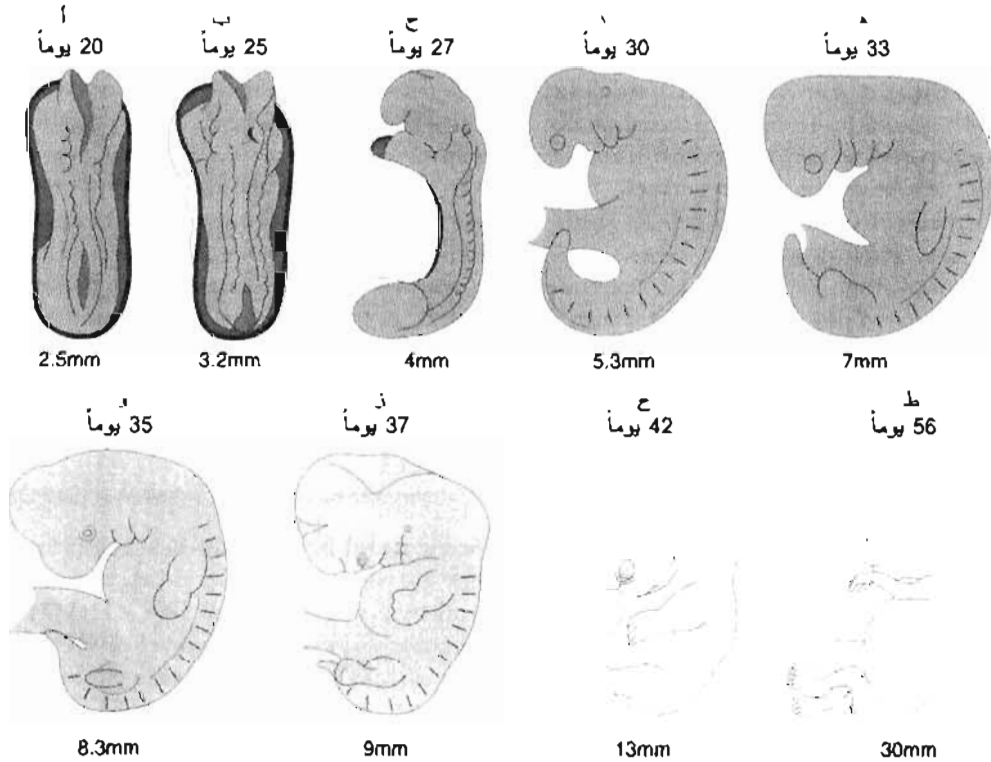 أ
20 يوماً
ب
25 يوماً
27 يوماً
30 يوماً
33 يوماً
2.5mm
3.2mm
4mm
5.3mm
7mm
35 يوماً
ز
37 يوماً
ح
42 يوماً
ط
56 يوماً
8.3mm
9mm
13mm
30mm